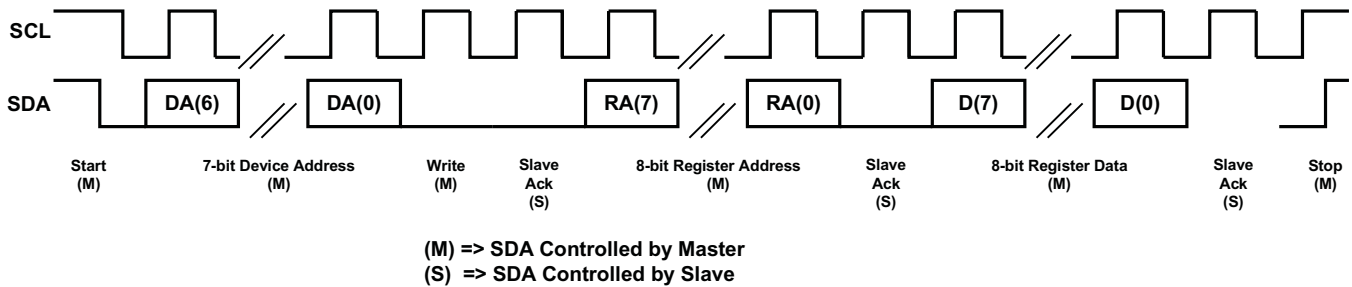 SCL
SDA
DA(6)
DA(0)
RA(7)
RA(0)
D(7)
D(0)
Start
(M)
7-bit Device Address
(M)
Write
(M)
Slave
Ack
(S)
8-bit Register Address
(M)
Slave
Ack
(S)
8-bit Register Data
(M)
Slave
Ack
(S)
Stop
(M)
(M) => SDA Controlled by Master
(S) => SDA Controlled by Slave